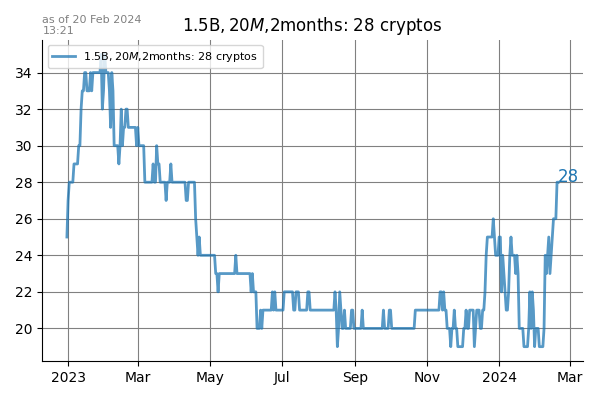 as of 20 Feb 2024
13:21
1.5B, 20M,2months: 28 cryptos
1.5B, 20M,2months: 28 cryptos
34
32
30
28
26
24
22
20
28
2023
Mar
May
Jul
Sep
Nov
2024
Mar